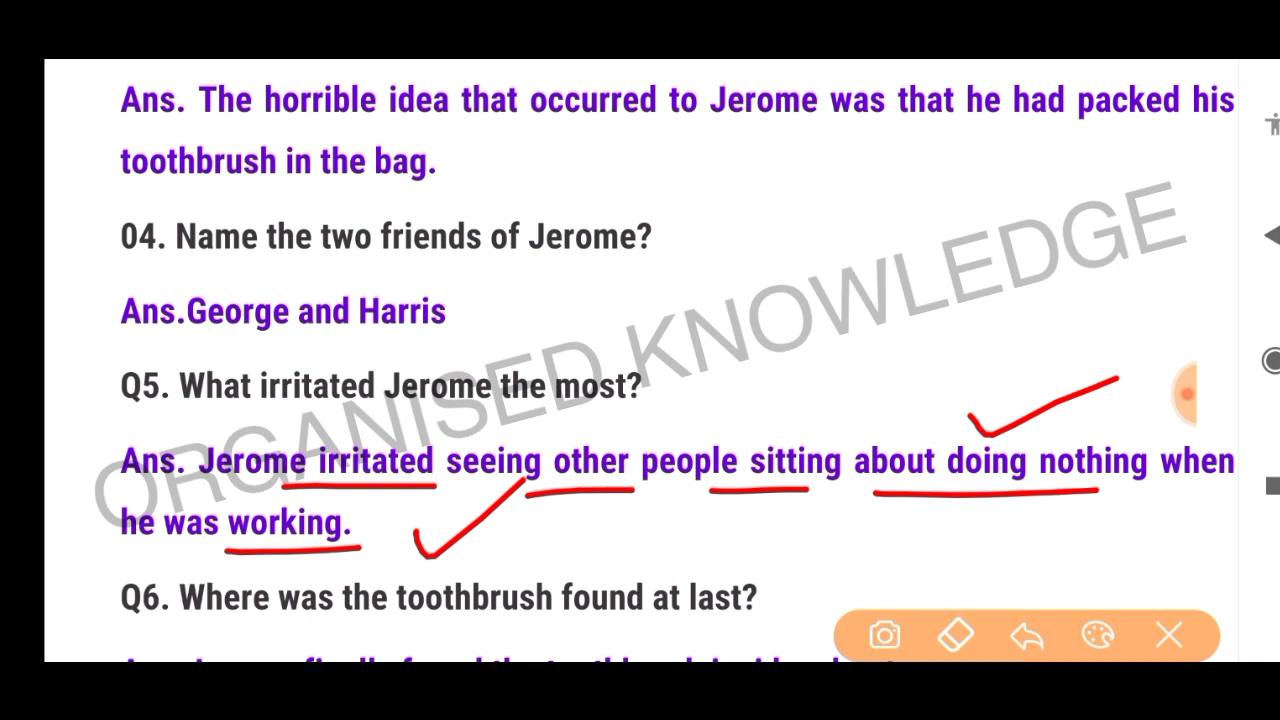 Ans. The horrible idea that occurred to Jerome was that he had packed his
toothbrush in the bag.
04. Name the two friends of Jerome?
Ans.George and Harris
Q5. What irritated Jerome the most?
Ans. Jerome irritated seeing other people sitting about doing nothing when
he was working.
Q6. Where was the toothbrush found at last?
ORGANISED KNOWLEDGE